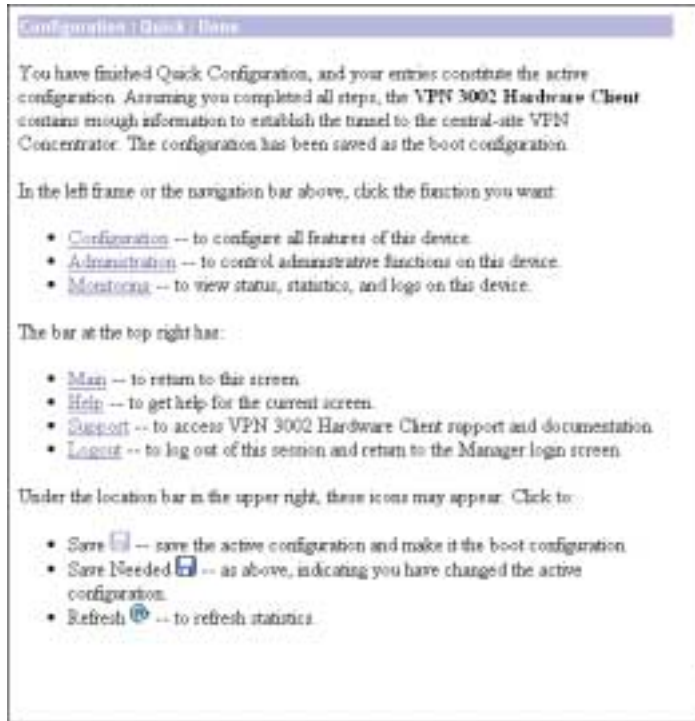 Configuration | Quick | Done
You have finished Quick Configuration, and your entries constitute the active
configuration. Assuming you completed all steps, the VPN 3002 Hardware Client
contains enough information to establish the tunnel to the central-site VPN
Concentrator. The configuration has been saved as the boot configuration.
In the left frame or the navigation bar above, click the function you want:
• Configuration -- to configure all features of this device.
• Administration -- to control administrative functions on this device.
• Monitoring -- to view status, statistics, and logs on this device.
The bar at the top right has:
• Main -- to return to this screen.
• Help -- to get help for the current screen.
• Support -- to access VPN 3002 Hardware Client support and documentation.
• Logout -- to log out of this session and return to the Manager login screen.
Under the location bar in the upper right, these icons may appear. Click to:
• Save -- save the active configuration and make it the boot configuration.
• Save Needed -- as above, indicating you have changed the active
configuration.
• Refresh -- to refresh statistics.